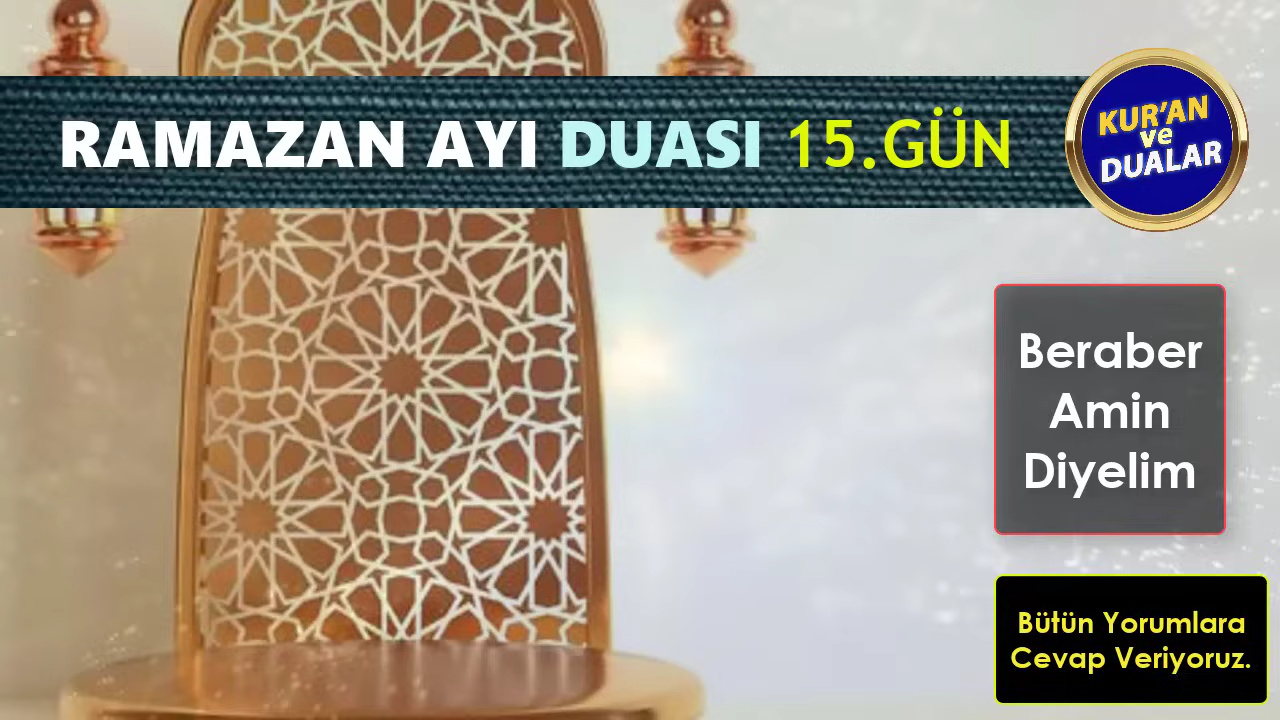 RAMAZAN AYI DUASI 15.GÜN
KUR'AN
ve
DUALAR
Beraber
Amin
Diyelim
Bütün Yorumlara
Cevap Veriyoruz.